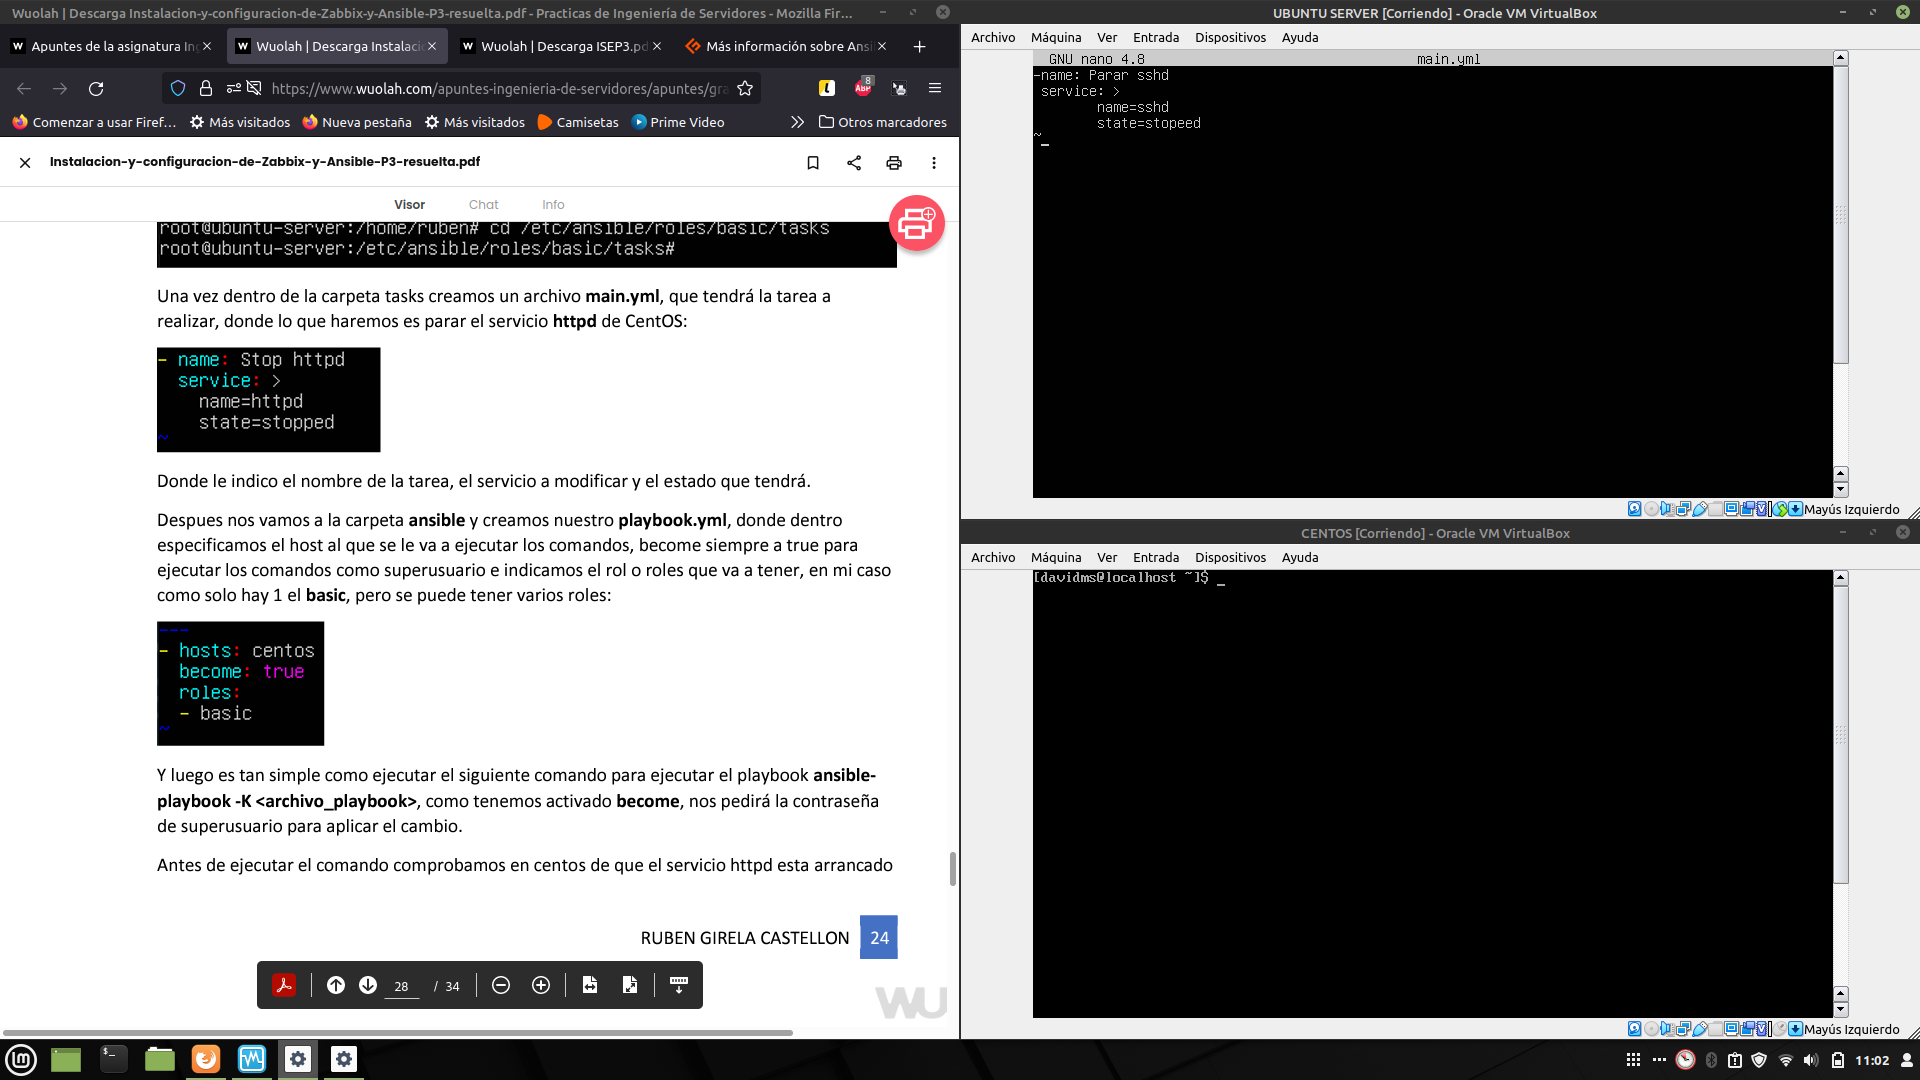 Wuolah | Descarga Instalacion-y-configuracion-de-Zabbix-y-Ansible-P3-resuelta.pdf - Practicas de Ingeniería de Servidores - Mozilla Fir...
Apuntes de la asignatura In
Wuolah | Descarga Instalaci
Wuolah | Descarga ISEP3.pd
Más información sobre Ansi
https://www.wuolah.com/apuntes-ingenieria-de-servidores/apuntes/gra
8
ABP
Comenzar a usar Firef...
Más visitados
Nueva pestaña
Más visitados
Camisetas
Prime Video
Otros marcadores
Instalacion-y-configuracion-de-Zabbix-y-Ansible-P3-resuelta.pdf
Visor
Chat
Info
root@ubuntu-server:/home/ruben# cd /etc/ansible/roles/basic/tasks
root@ubuntu-server:/etc/ansible/roles/basic/tasks#
Una vez dentro de la carpeta tasks creamos un archivo main.yml, que tendrá la tarea a
realizar, donde lo que haremos es parar el servicio httpd de CentOS:
- name: Stop httpd
service: >
name=httpd
state=stopped
~
Donde le indico el nombre de la tarea, el servicio a modificar y el estado que tendrá.
Despues nos vamos a la carpeta ansible y creamos nuestro playbook.yml, donde dentro
especificamos el host al que se le va a ejecutar los comandos, become siempre a true para
ejecutar los comandos como superusuario e indicamos el rol o roles que va a tener, en mi caso
como solo hay 1 el basic, pero se puede tener varios roles:
---
- hosts: centos
become: true
roles:
- basic
~
Y luego es tan simple como ejecutar el siguiente comando para ejecutar el playbook ansible-
playbook -K <archivo_playbook>, como tenemos activado become, nos pedirá la contraseña
de superusuario para aplicar el cambio.
Antes de ejecutar el comando comprobamos en centos de que el servicio httpd esta arrancado
RUBEN GIRELA CASTELLON 24
28 / 34
WU
UBUNTU SERVER [Corriendo] - Oracle VM VirtualBox
Archivo Máquina Ver Entrada Dispositivos Ayuda
GNU nano 4.8 main.yml
-name: Parar sshd
service: >
name=sshd
state=stopeed
~
Mayús Izquierdo
CENTOS [Corriendo] - Oracle VM VirtualBox
Archivo Máquina Ver Entrada Dispositivos Ayuda
[davidms@localhost ~]$ _
Mayús Izquierdo
11:02